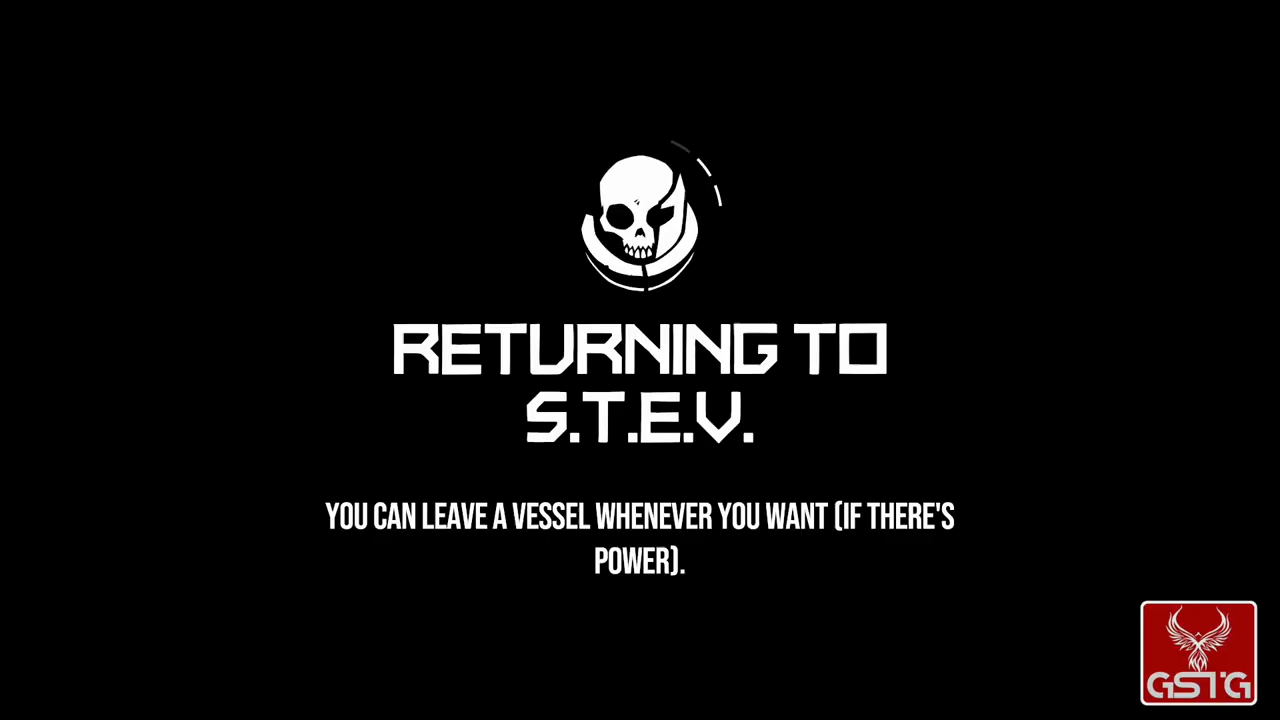 RETURNING TO
S.T.E.V.
YOU CAN LEAVE A VESSEL WHENEVER YOU WANT (IF THERE'S
POWER).
GSTG